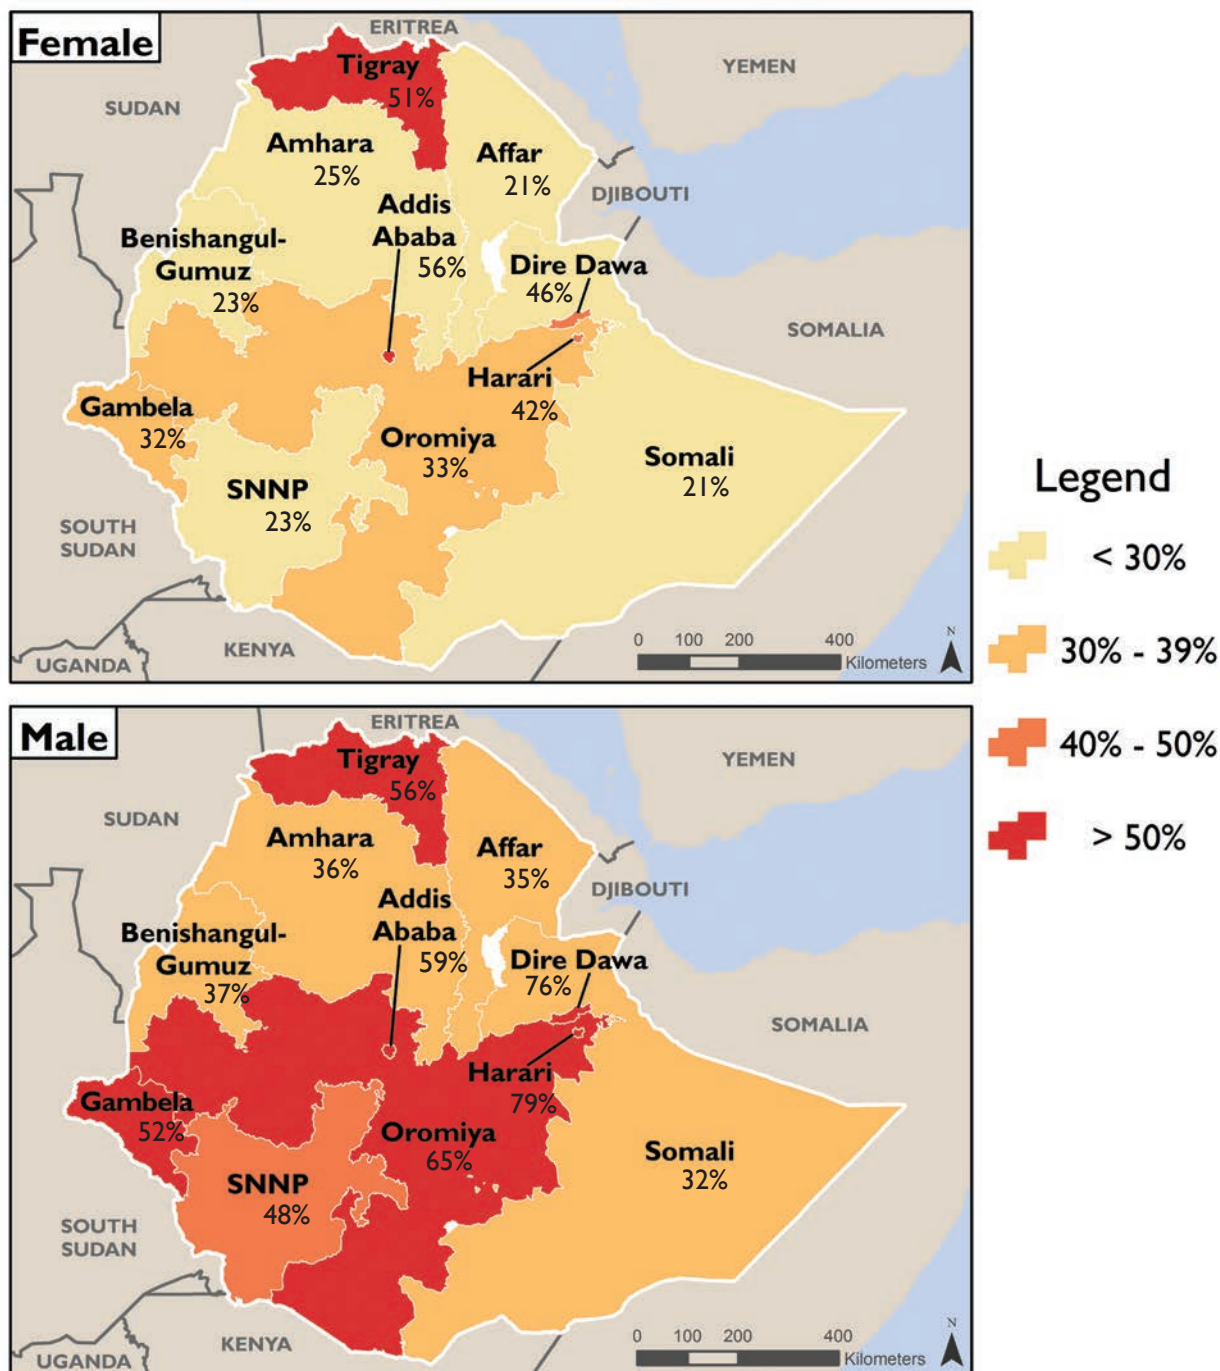 Female
ERITREA
YEMEN
SUDAN
Tigray
51%
Amhara
25%
Affar
21%
DJIBOUTI
Addis
Ababa
56%
Benishangul-
Gumuz
23%
Dire Dawa
46%
SOMALIA
Harari
42%
Gambela
32%
Oromiya
33%
Somali
21%
SNNP
23%
SOUTH
SUDAN
KENYA
UGANDA
0 100 200 400
Kilometers
N
Legend
< 30%
30% - 39%
40% - 50%
> 50%
Male
ERITREA
YEMEN
SUDAN
Tigray
56%
Amhara
36%
Affar
35%
DJIBOUTI
Addis
Ababa
59%
Benishangul-
Gumuz
37%
Dire Dawa
76%
SOMALIA
Harari
79%
Gambela
52%
Oromiya
65%
Somali
32%
SNNP
48%
SOUTH
SUDAN
KENYA
UGANDA
0 100 200 400
Kilometers
N